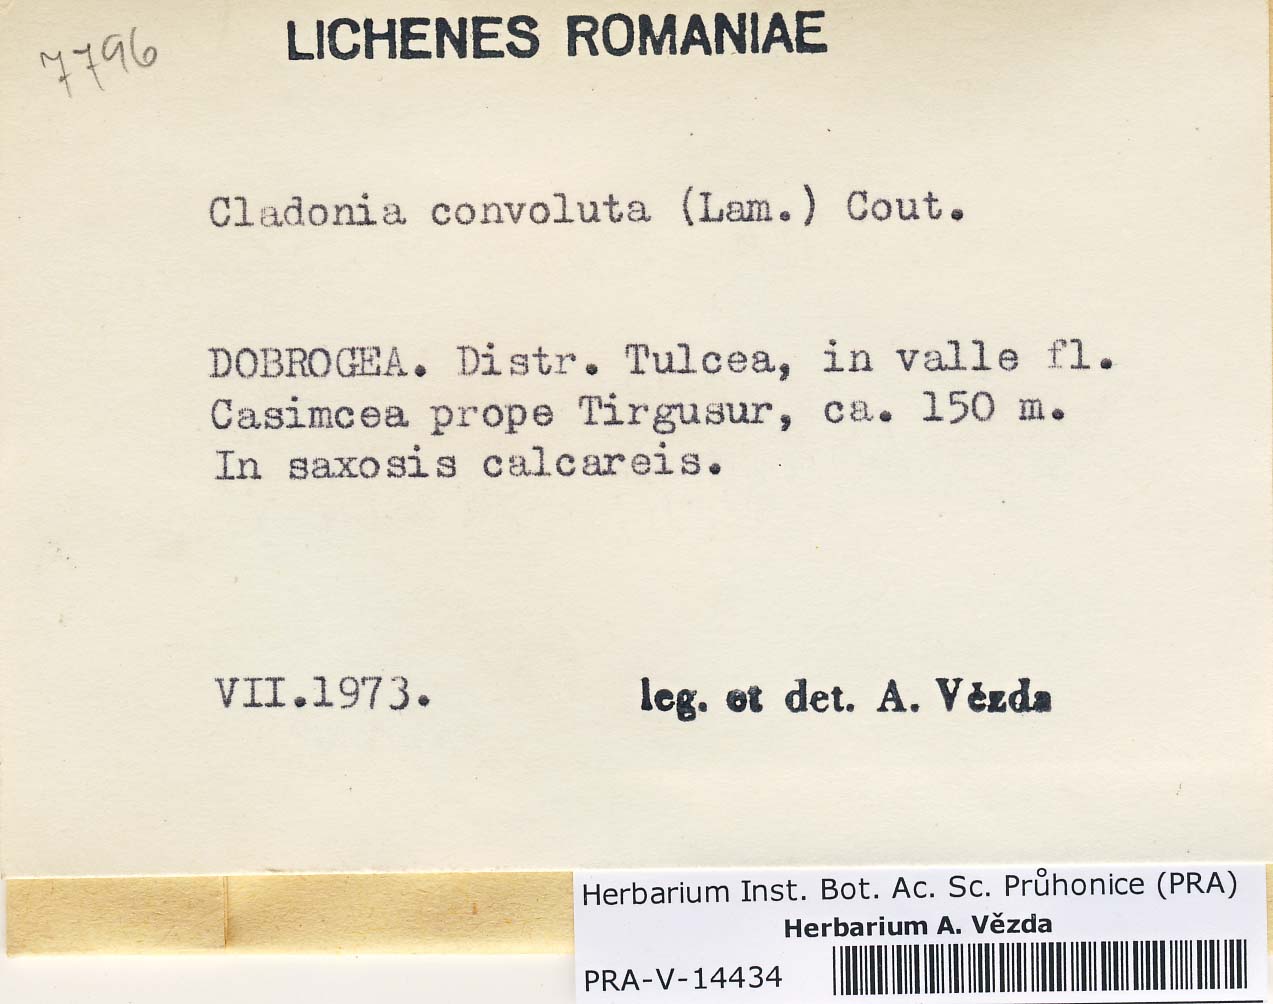 7796
LICHENES ROMANIAE
Cladonia convoluta (Lam.) Cout.
DOBROGEA. Distr. Tulcea, in valle fl.
Casimcea prope Tirgusur, ca. 150 m.
In saxosis calcareis.
VII.1973.
leg. et det. A. Vězda
Herbarium Inst. Bot. Ac. Sc. Průhonice (PRA)
Herbarium A. Vězda
PRA-V-14434